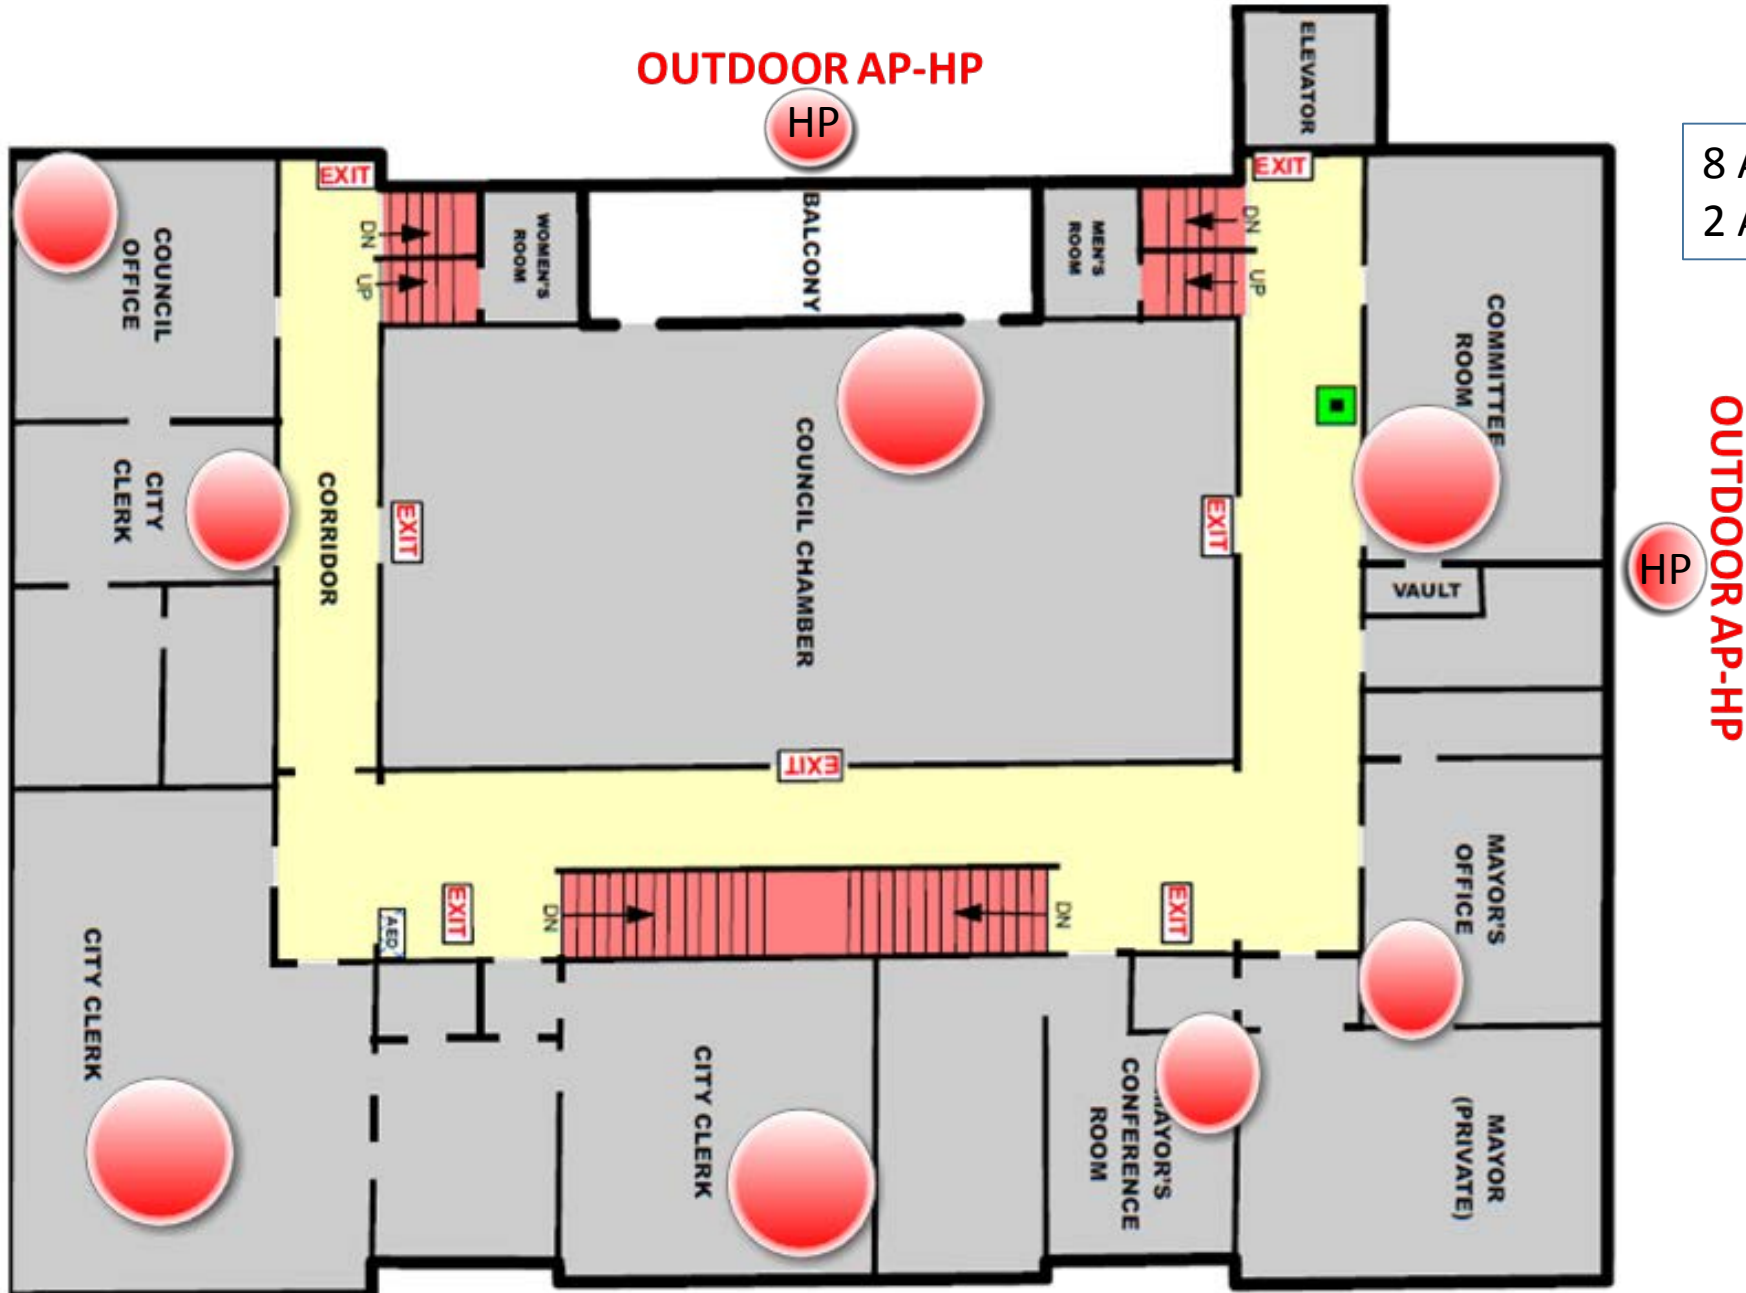 OUTDOOR AP-HP
HP
ELEVATOR
8 A
2 A
EXIT
EXIT
COUNCIL
OFFICE
DN
UP
WOMEN'S
ROOM
BALCONY
MEN'S
ROOM
DN
UP
COMMITTEE
ROOM
CITY
CLERK
CORRIDOR
EXIT
COUNCIL CHAMBER
EXIT
VAULT
HP
OUTDOOR AP-HP
EXIT
MAYOR'S
OFFICE
AED
EXIT
DN
DN
EXIT
CITY CLERK
CITY CLERK
MAYOR'S
CONFERENCE
ROOM
MAYOR
(PRIVATE)